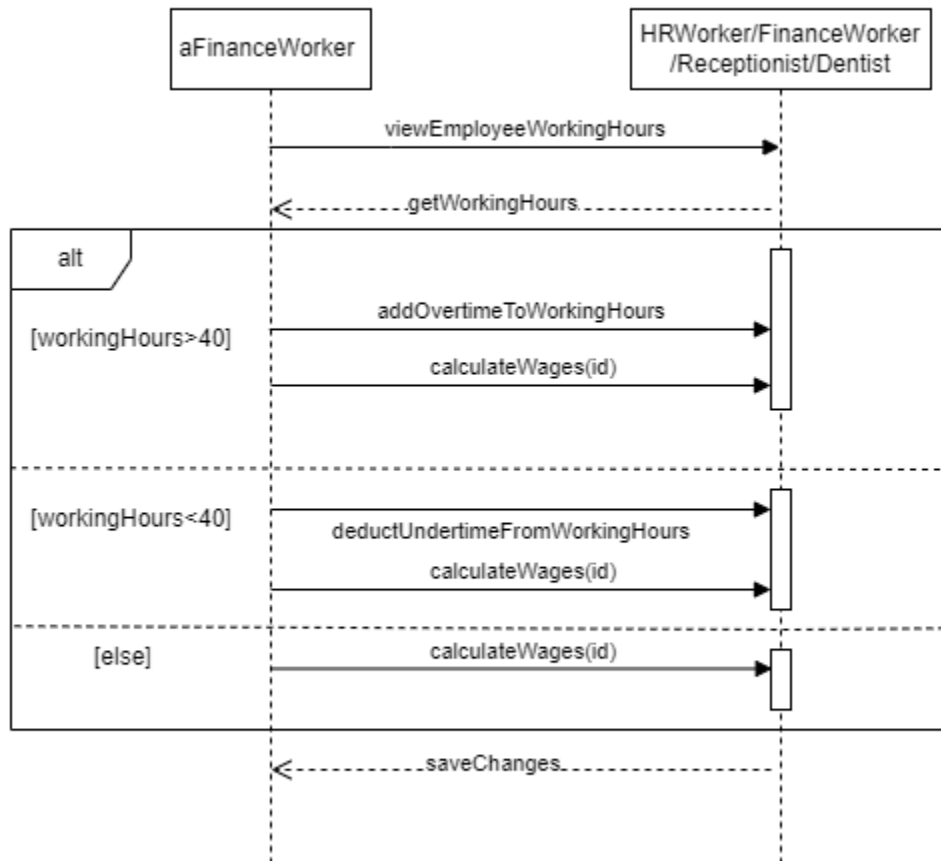 aFinanceWorker
HRWorker/FinanceWorker
/Receptionist/Dentist
viewEmployeeWorkingHours
getWorkingHours
alt
[workingHours>40]
addOvertimeToWorkingHours
calculateWages(id)
[workingHours<40]
deductUndertimeFromWorkingHours
calculateWages(id)
[else]
calculateWages(id)
saveChanges